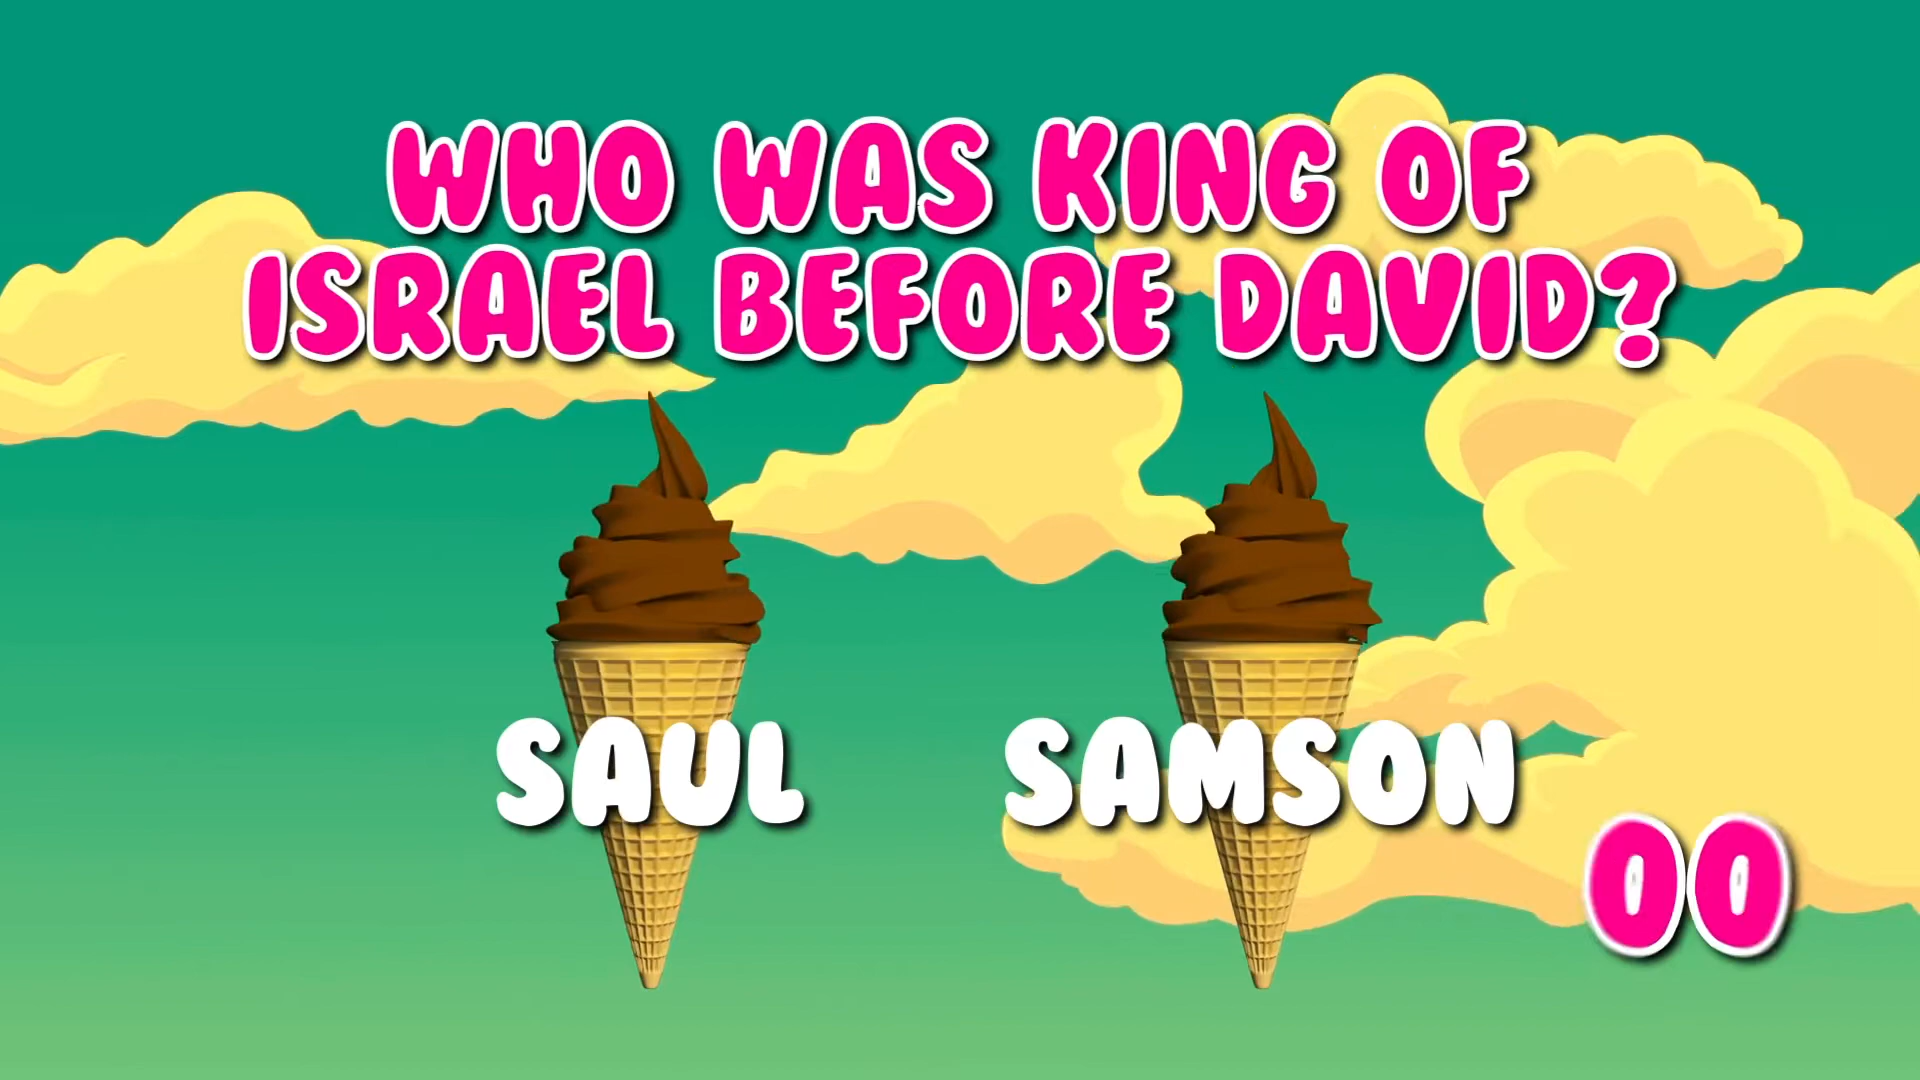 WHO WAS KING OF
ISRAEL BEFORE DAVID?
SAUL
SAMSON
00